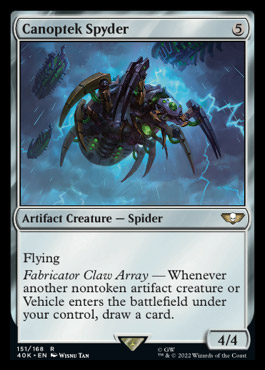 Canoptek Spyder 5
Artifact Creature — Spider
Flying
Fabricator Claw Array — Whenever
another nontoken artifact creature or
Vehicle enters the battlefield under
your control, draw a card.
4/4
151/168 R
40K • EN Wisnu Tan
© GW
™ & © 2022 Wizards of the Coast